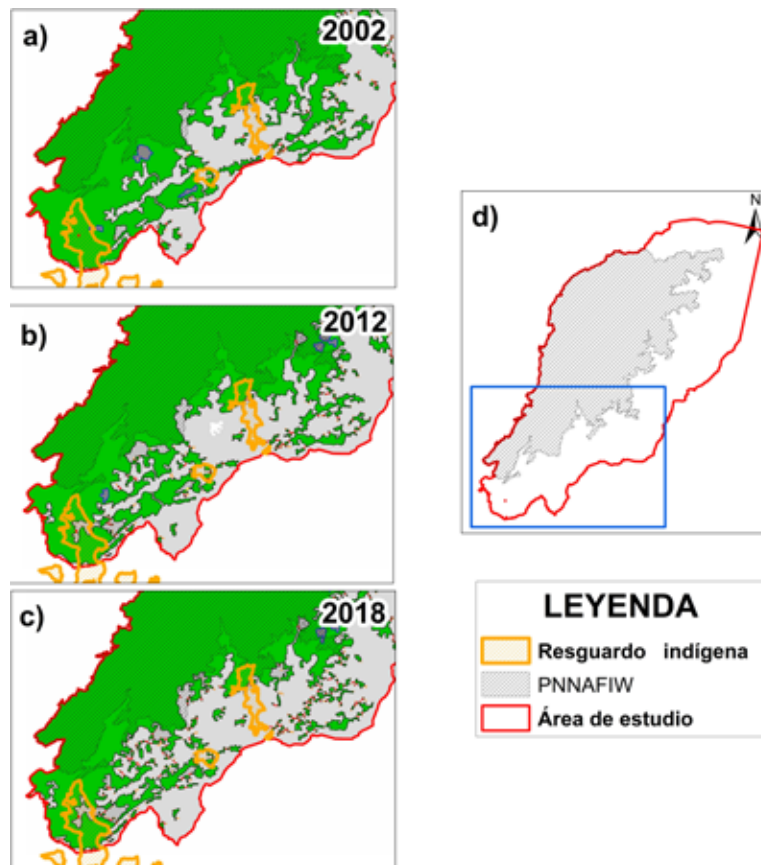 a)
2002
b)
2012
c)
2018
d)
N
LEYENDA
Resguardo indígena
PNNAFIW
Área de estudio